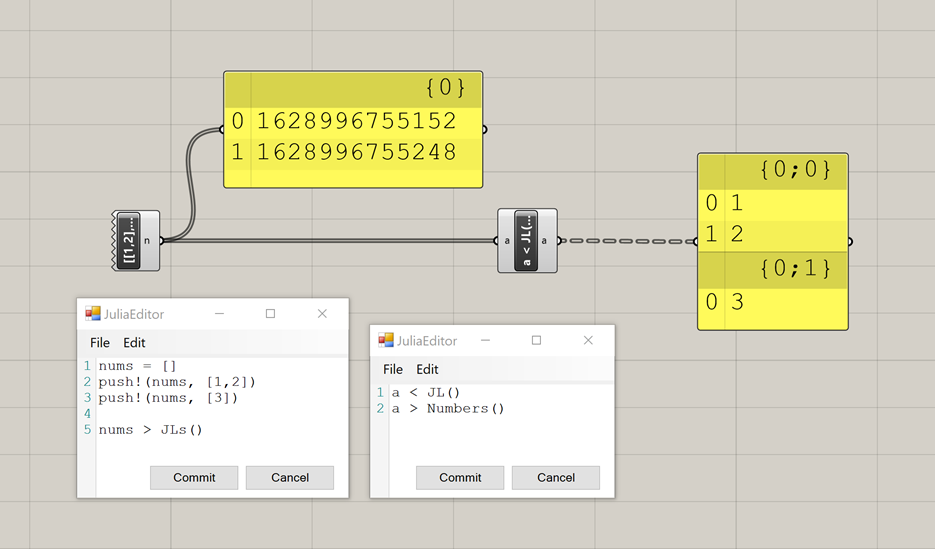 {0}
0 1628996755152
1 1628996755248
{0;0}
0 1
1 2
{0;1}
0 3
[[1,2],...
n
a
a < JL(...
a
JuliaEditor
File Edit
1 nums = []
2 push!(nums, [1,2])
3 push!(nums, [3])
4
5 nums > JLs()
Commit Cancel
JuliaEditor
File Edit
1 a < JL()
2 a > Numbers()
Commit Cancel